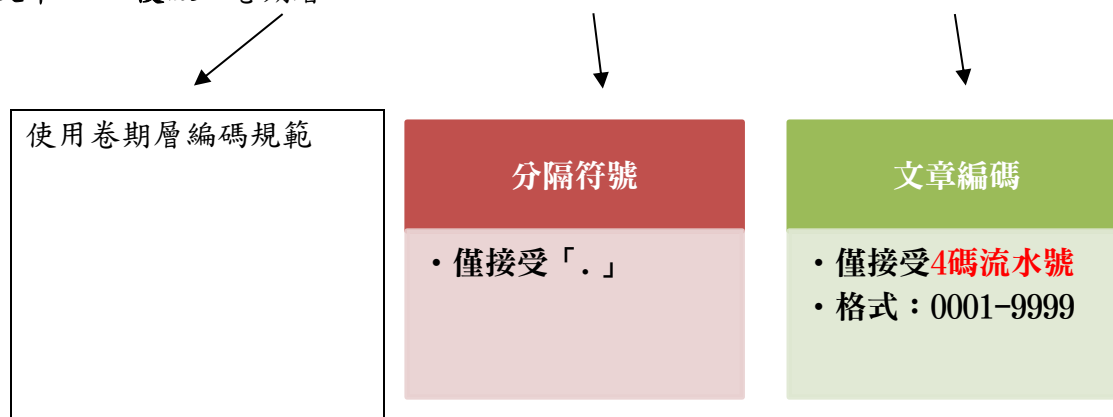 使用卷期層編碼規範
分隔符號
・僅接受「.」
文章編碼
・僅接受4碼流水號
・格式：0001-9999